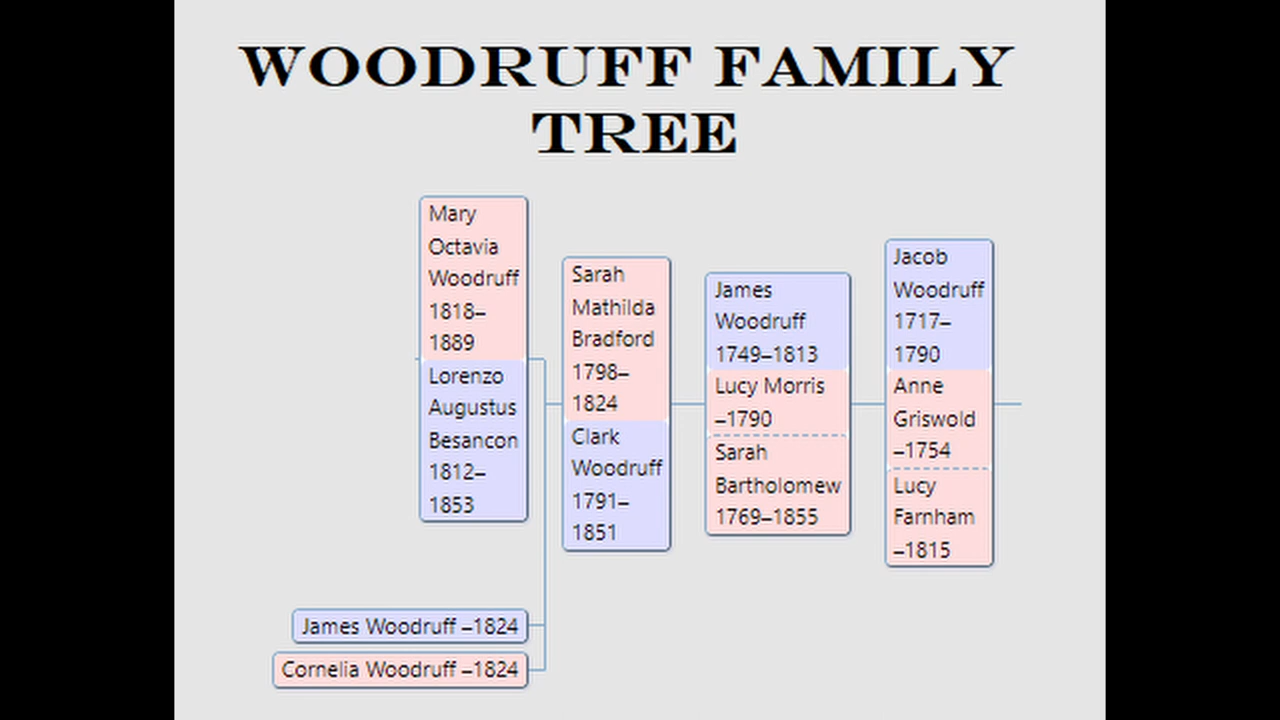 WOODRUFF FAMILY
TREE
Mary
Octavia
Woodruff
1818–
1889
Lorenzo
Augustus
Besancon
1812–
1853
Sarah
Mathilda
Bradford
1798–
1824
Clark
Woodruff
1791–
1851
James
Woodruff
1749–1813
Lucy Morris
–1790
Sarah
Bartholomew
1769–1855
Jacob
Woodruff
1717–
1790
Anne
Griswold
–1754
Lucy
Farnham
–1815
James Woodruff –1824
Cornelia Woodruff –1824